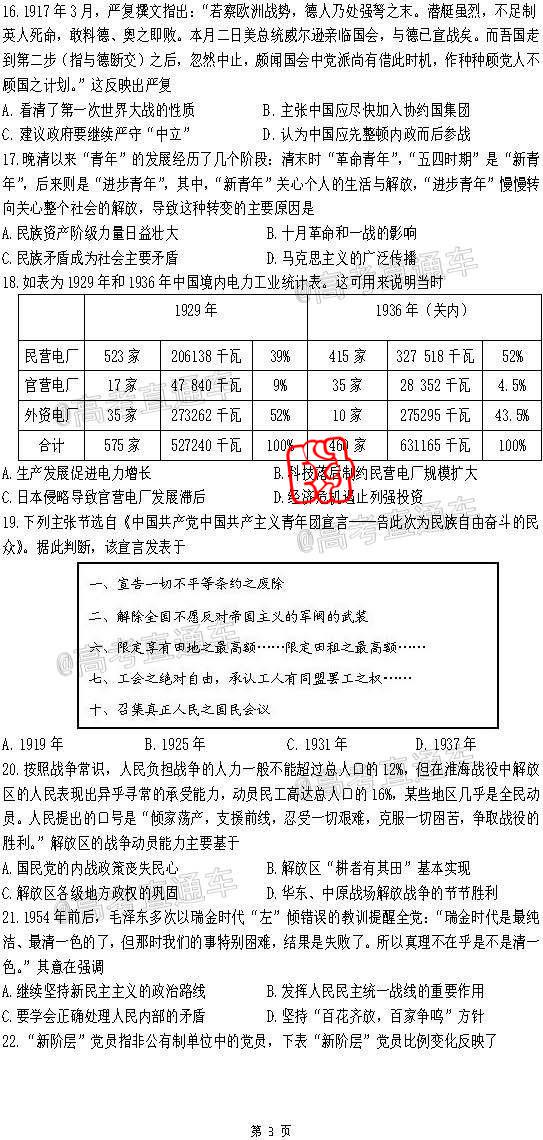 16. 1917 年 3 月，严复撰文指出：“若察欧洲战势，德人乃处强弩之末。潜艇虽烈，不足制
英人死命，敢料德、奥之即败。本月二日美总统威尔逊亲临国会，与德已宣战矣。而吾国走
到第二步（指与德断交）之后，忽然中止，颇闻国会中党派尚有借此时机，作种种顾党人不
顾国之计划。”这反映出严复
A. 看清了第一次世界大战的性质 B. 主张中国应尽快加入协约国集团
C. 建议政府要继续严守“中立” D. 认为中国应先整顿内政而后参战
17. 晚清以来“青年”的发展经历了几个阶段：清末时“革命青年”，“五四时期”是“新青
年”，后来则是“进步青年”，其中，“新青年”关心个人的生活与解放，“进步青年”慢慢转
向关心整个社会的解放，导致这种转变的主要原因是
A. 民族资产阶级力量日益壮大 B. 十月革命和一战的影响
C. 民族矛盾成为社会主要矛盾 D. 马克思主义的广泛传播
18. 如表为 1929 年和 1936 年中国境内电力工业统计表。这可用来说明当时
1929 年 1936 年（关内）
民营电厂 523 家 206138 千瓦 39% 415 家 327 518 千瓦 52%
官营电厂 17 家 47 840 千瓦 9% 35 家 28 352 千瓦 4.5%
外资电厂 35 家 273262 千瓦 52% 10 家 275295 千瓦 43.5%
合计 575 家 527240 千瓦 100% 460 家 631165 千瓦 100%
A. 生产发展促进电力增长 B. 科技落后制约民营电厂规模扩大
C. 日本侵略导致官营电厂发展滞后 D. 经济危机遏止列强投资
19. 下列主张节选自《中国共产党中国共产主义青年团宣言——告此次为民族自由奋斗的民
众》。据此判断，该宣言发表于
一、宣告一切不平等条约之废除
二、解除全国不愿反对帝国主义的军阀的武装
六、限定享有田地之最高额……限定田租之最高额……
七、工会之绝对自由，承认工人有同盟罢工之权……
十、召集真正人民之国民会议
A. 1919 年 B. 1925 年 C. 1931 年 D. 1937 年
20. 按照战争常识，人民负担战争的人力一般不能超过总人口的 12%，但在淮海战役中解放
区的人民表现出异乎寻常的承受能力，动员民工高达总人口的 16%，某些地区几乎是全民动
员。人民提出的口号是“倾家荡产，支援前线，忍受一切艰难，克服一切困苦，争取战役的
胜利。”解放区的战争动员能力主要基于
A. 国民党的内战政策丧失民心 B. 解放区“耕者有其田”基本实现
C. 解放区各级地方政权的巩固 D. 华东、中原战场解放战争的节节胜利
21. 1954 年前后，毛泽东多次以瑞金时代“左”倾错误的教训提醒全党：“瑞金时代是最纯
洁、最清一色的了，但那时我们的事特别困难，结果是失败了。所以真理不在乎是不是清一
色。”其意在强调
A. 继续坚持新民主主义的政治路线 B. 发挥人民民主统一战线的重要作用
C. 要学会正确处理人民内部的矛盾 D. 坚持“百花齐放，百家争鸣”方针
22. “新阶层”党员指非公有制单位中的党员，下表“新阶层”党员比例变化反映了
第 3 页
@高考直通车
@高考直通车
@高考直通车
@高考直通车
@高考直通车
@高考直通车
@高考直通车